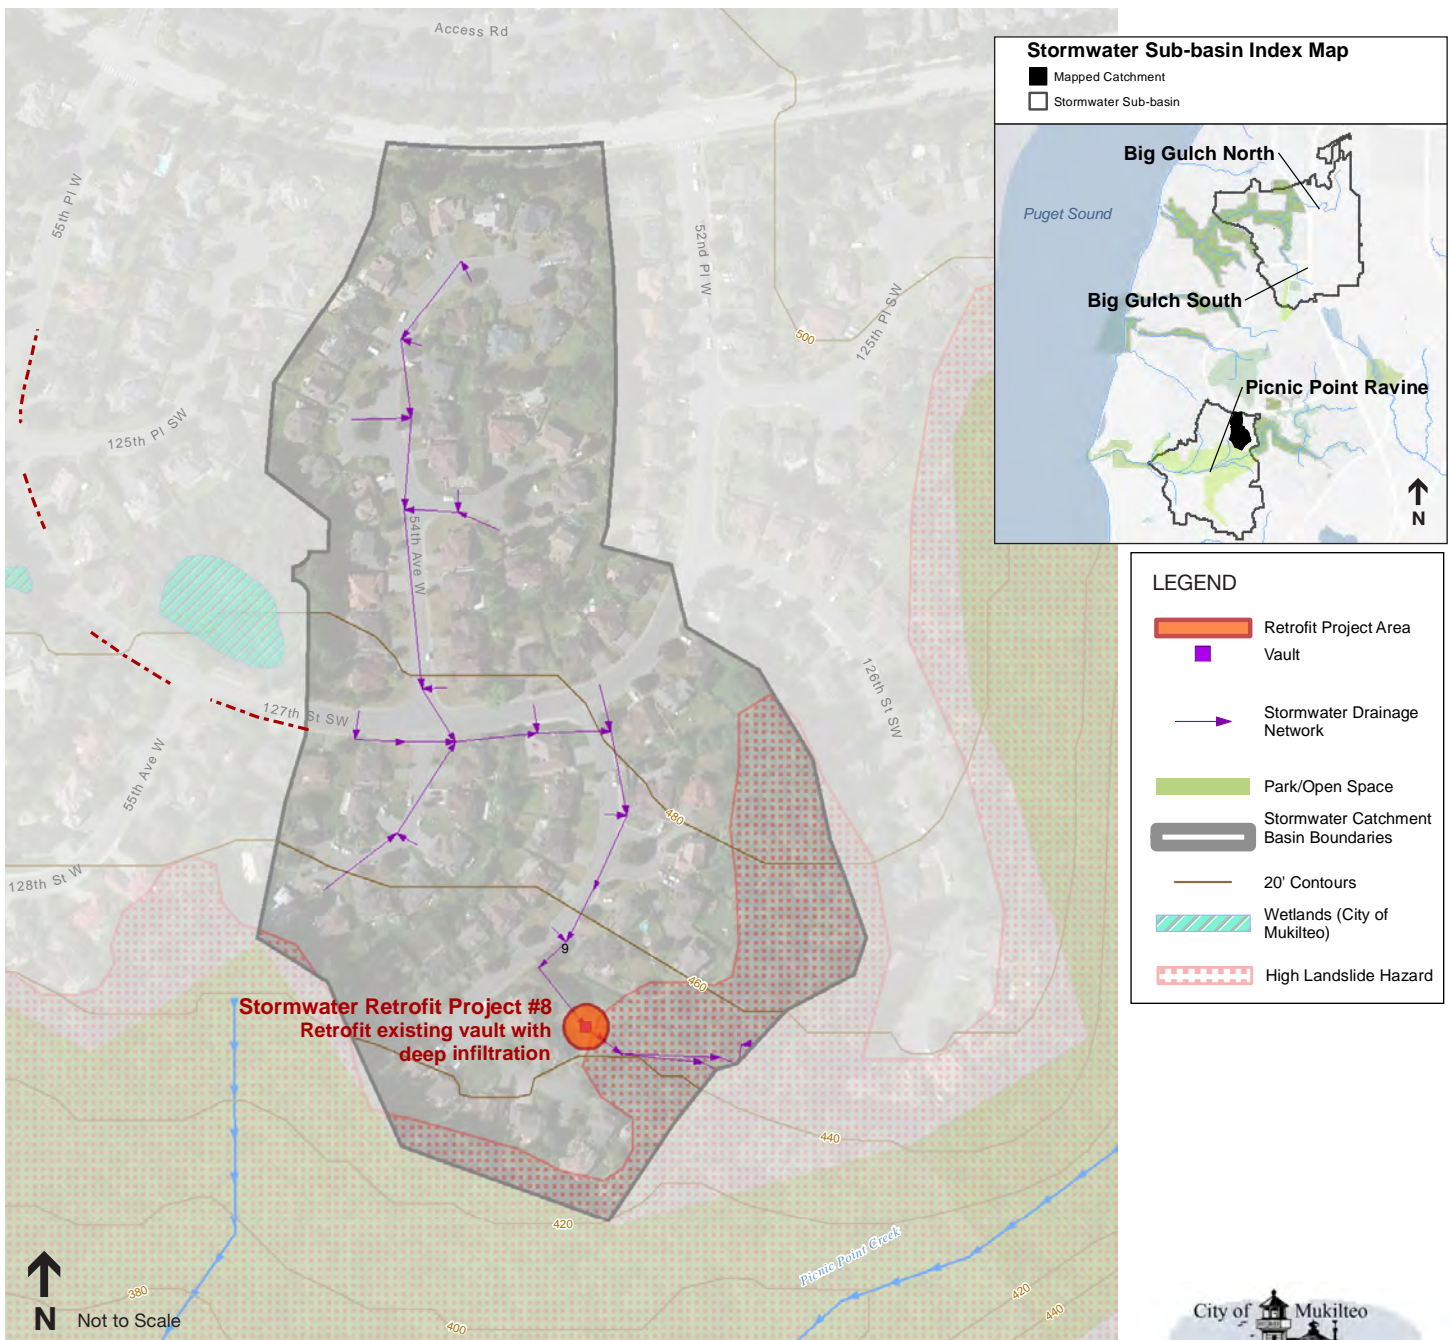 Access Rd
55th Pl W
52nd Pl W
125th Pl SW
500
125th Pl SW
54th Ave W
127th St SW
126th St SW
55th Ave W
480
128th St W
9
460
Stormwater Retrofit Project #8
Retrofit existing vault with
deep infiltration
440
420
Picnic Point Creek
380
400
420
440
N
Not to Scale
Stormwater Sub-basin Index Map
Mapped Catchment
Stormwater Sub-basin
Big Gulch North
Puget Sound
Big Gulch South
Picnic Point Ravine
N
LEGEND
Retrofit Project Area
Vault
Stormwater Drainage
Network
Park/Open Space
Stormwater Catchment
Basin Boundaries
20' Contours
Wetlands (City of
Mukilteo)
High Landslide Hazard
City of Mukilteo